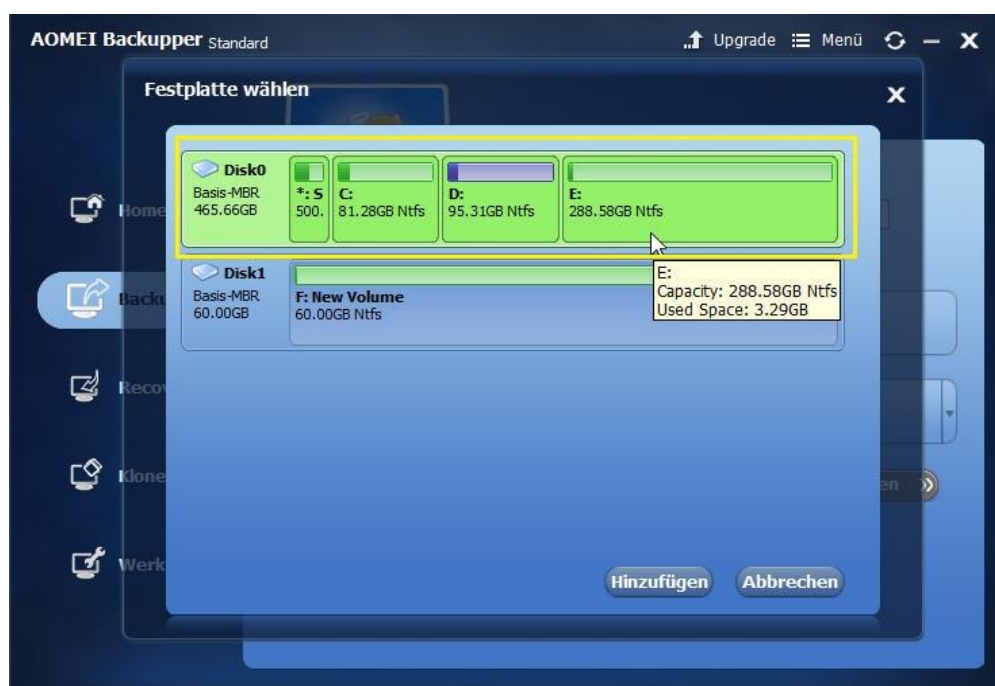 AOMEI Backupper Standard
Upgrade Menü
Festplatte wählen
Disk0
Basis-MBR
465.66GB
*: S
500.
C:
81.28GB Ntfs
D:
95.31GB Ntfs
E:
288.58GB Ntfs
Home
Disk1
Basis-MBR
60.00GB
F: New Volume
60.00GB Ntfs
E:
Capacity: 288.58GB Ntfs
Used Space: 3.29GB
Backu
Recov
Klone
en
Werk
Hinzufügen
Abbrechen